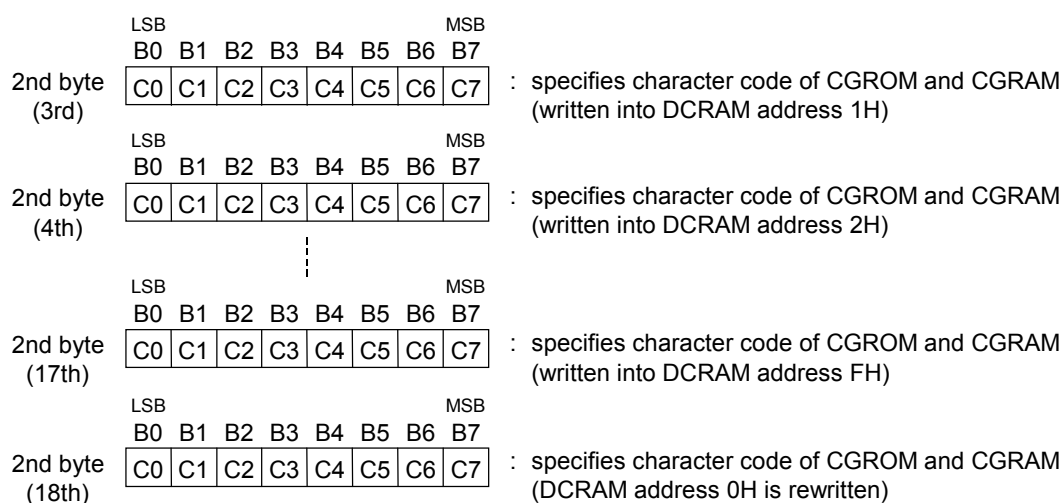 LSB MSB
B0 B1 B2 B3 B4 B5 B6 B7
2nd byte C0 C1 C2 C3 C4 C5 C6 C7 : specifies character code of CGROM and CGRAM
(3rd) (written into DCRAM address 1H)
LSB MSB
B0 B1 B2 B3 B4 B5 B6 B7
2nd byte C0 C1 C2 C3 C4 C5 C6 C7 : specifies character code of CGROM and CGRAM
(4th) (written into DCRAM address 2H)
LSB MSB
B0 B1 B2 B3 B4 B5 B6 B7
2nd byte C0 C1 C2 C3 C4 C5 C6 C7 : specifies character code of CGROM and CGRAM
(17th) (written into DCRAM address FH)
LSB MSB
B0 B1 B2 B3 B4 B5 B6 B7
2nd byte C0 C1 C2 C3 C4 C5 C6 C7 : specifies character code of CGROM and CGRAM
(18th) (DCRAM address 0H is rewritten)